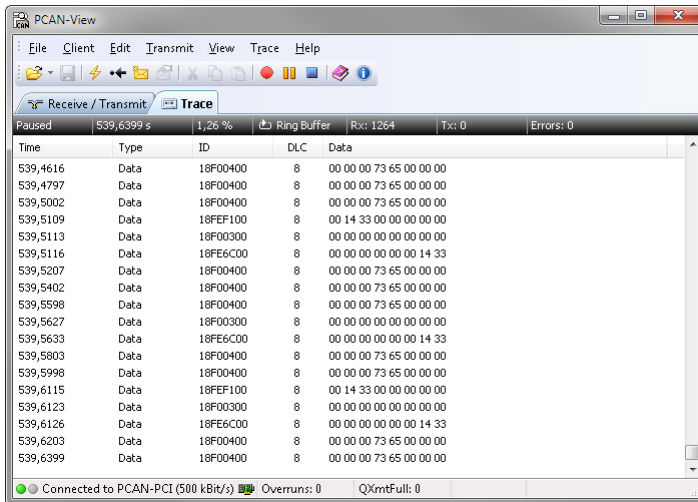 PCAN-View
File Client Edit Transmit View Trace Help
Receive / Transmit Trace
Paused 539,6399 s 1,26 % Ring Buffer Rx: 1264 Tx: 0 Errors: 0
Time Type ID DLC Data
539,4616 Data 18F00400 8 00 00 00 73 65 00 00 00
539,4797 Data 18F00400 8 00 00 00 73 65 00 00 00
539,5002 Data 18F00400 8 00 00 00 73 65 00 00 00
539,5109 Data 18FEF100 8 00 14 33 00 00 00 00 00
539,5113 Data 18F00300 8 00 00 00 00 00 00 00 00
539,5116 Data 18FE6C00 8 00 00 00 00 00 00 14 33
539,5207 Data 18F00400 8 00 00 00 73 65 00 00 00
539,5402 Data 18F00400 8 00 00 00 73 65 00 00 00
539,5598 Data 18F00400 8 00 00 00 73 65 00 00 00
539,5627 Data 18F00300 8 00 00 00 00 00 00 00 00
539,5633 Data 18FE6C00 8 00 00 00 00 00 00 14 33
539,5803 Data 18F00400 8 00 00 00 73 65 00 00 00
539,5998 Data 18F00400 8 00 00 00 73 65 00 00 00
539,6115 Data 18FEF100 8 00 14 33 00 00 00 00 00
539,6123 Data 18F00300 8 00 00 00 00 00 00 00 00
539,6126 Data 18FE6C00 8 00 00 00 00 00 00 14 33
539,6203 Data 18F00400 8 00 00 00 73 65 00 00 00
539,6399 Data 18F00400 8 00 00 00 73 65 00 00 00
Connected to PCAN-PCI (500 kBit/s) Overruns: 0 QXmtFull: 0